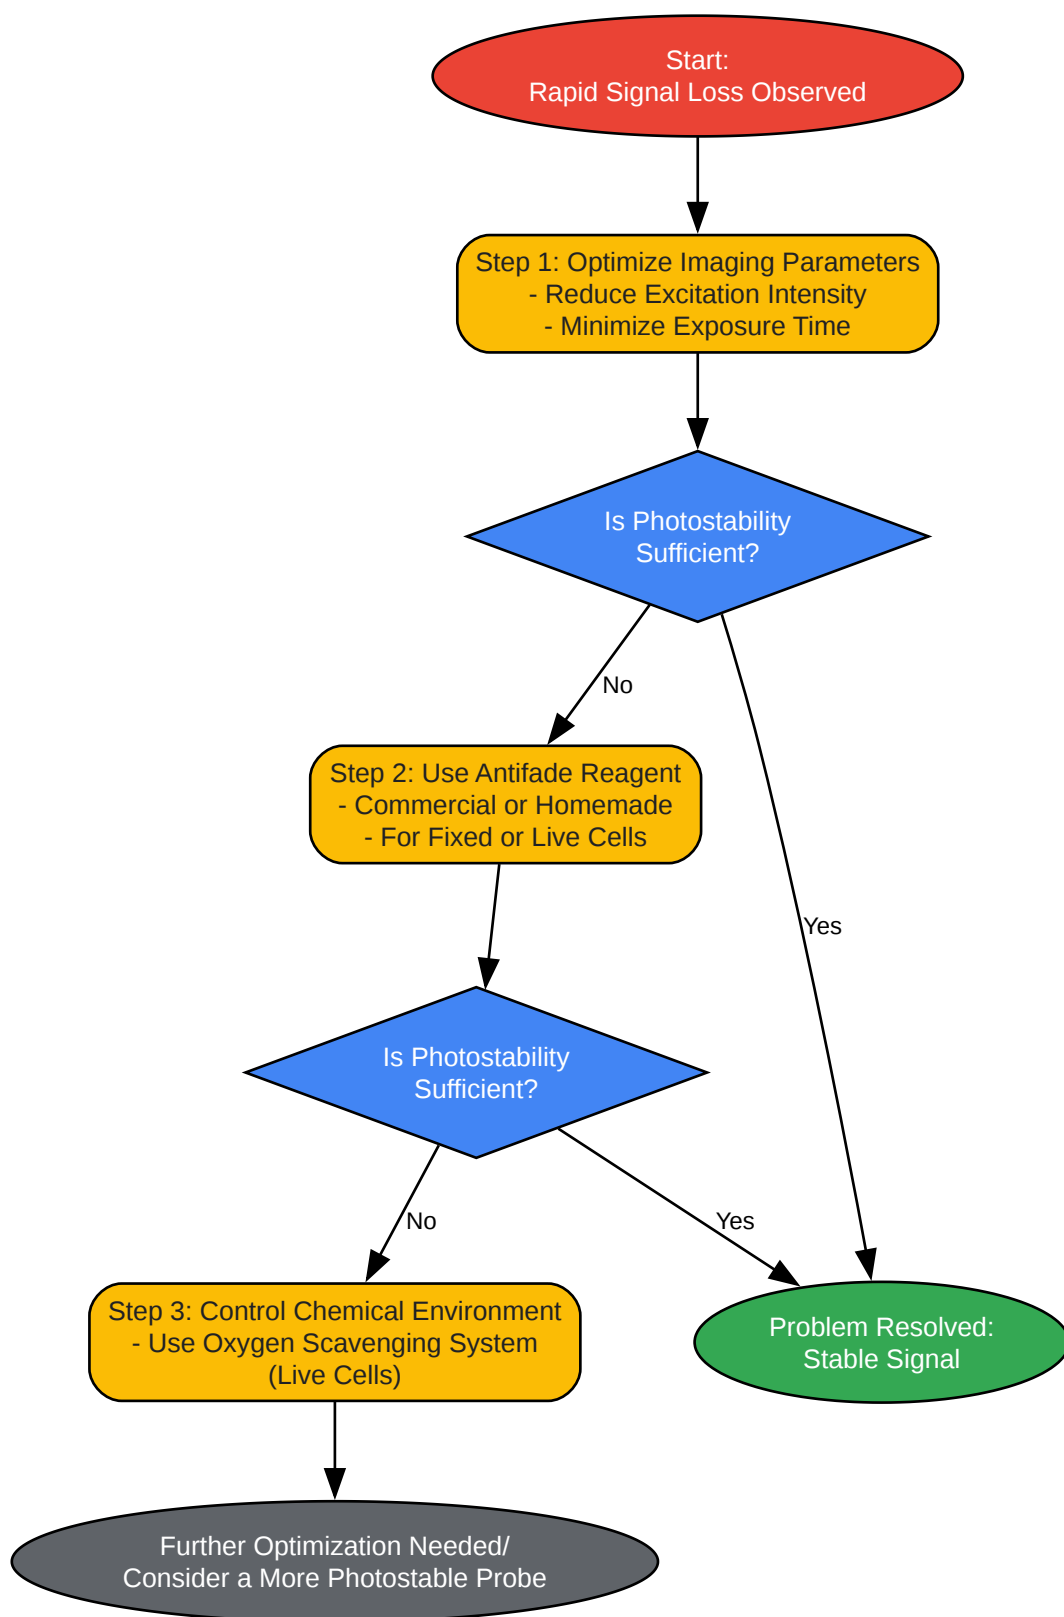 Start:
Rapid Signal Loss Observed
Step 1: Optimize Imaging Parameters
- Reduce Excitation Intensity
- Minimize Exposure Time
Is Photostability
Sufficient?
No
Step 2: Use Antifade Reagent
- Commercial or Homemade
- For Fixed or Live Cells
Yes
Is Photostability
Sufficient?
No
Yes
Step 3: Control Chemical Environment
- Use Oxygen Scavenging System
(Live Cells)
Problem Resolved:
Stable Signal
Further Optimization Needed/
Consider a More Photostable Probe